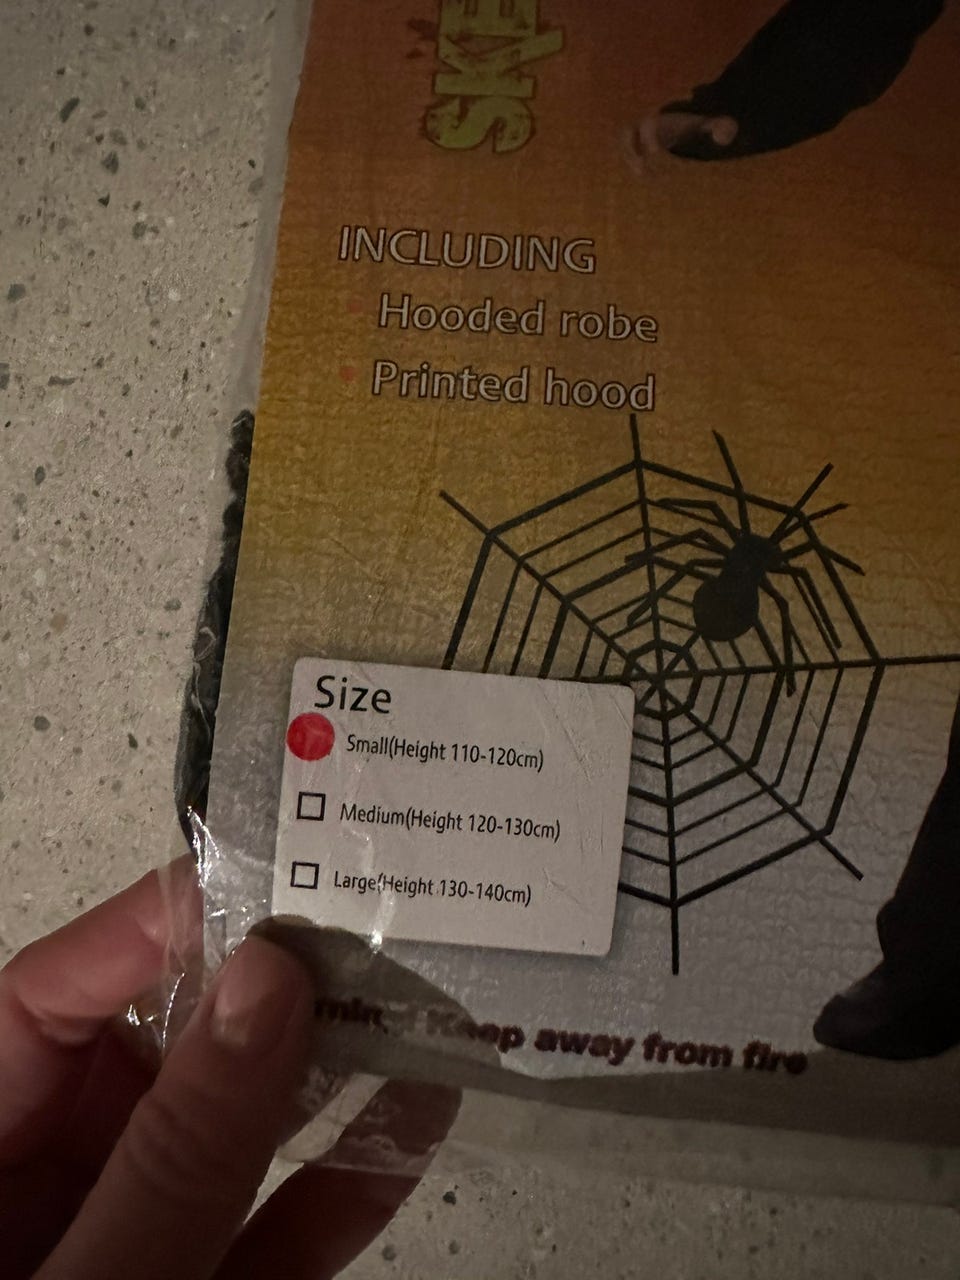 SKE
INCLUDING
Hooded robe
Printed hood
Size
Small(Height 110-120cm)
Medium(Height 120-130cm)
Large(Height 130-140cm)
Keep away from fire